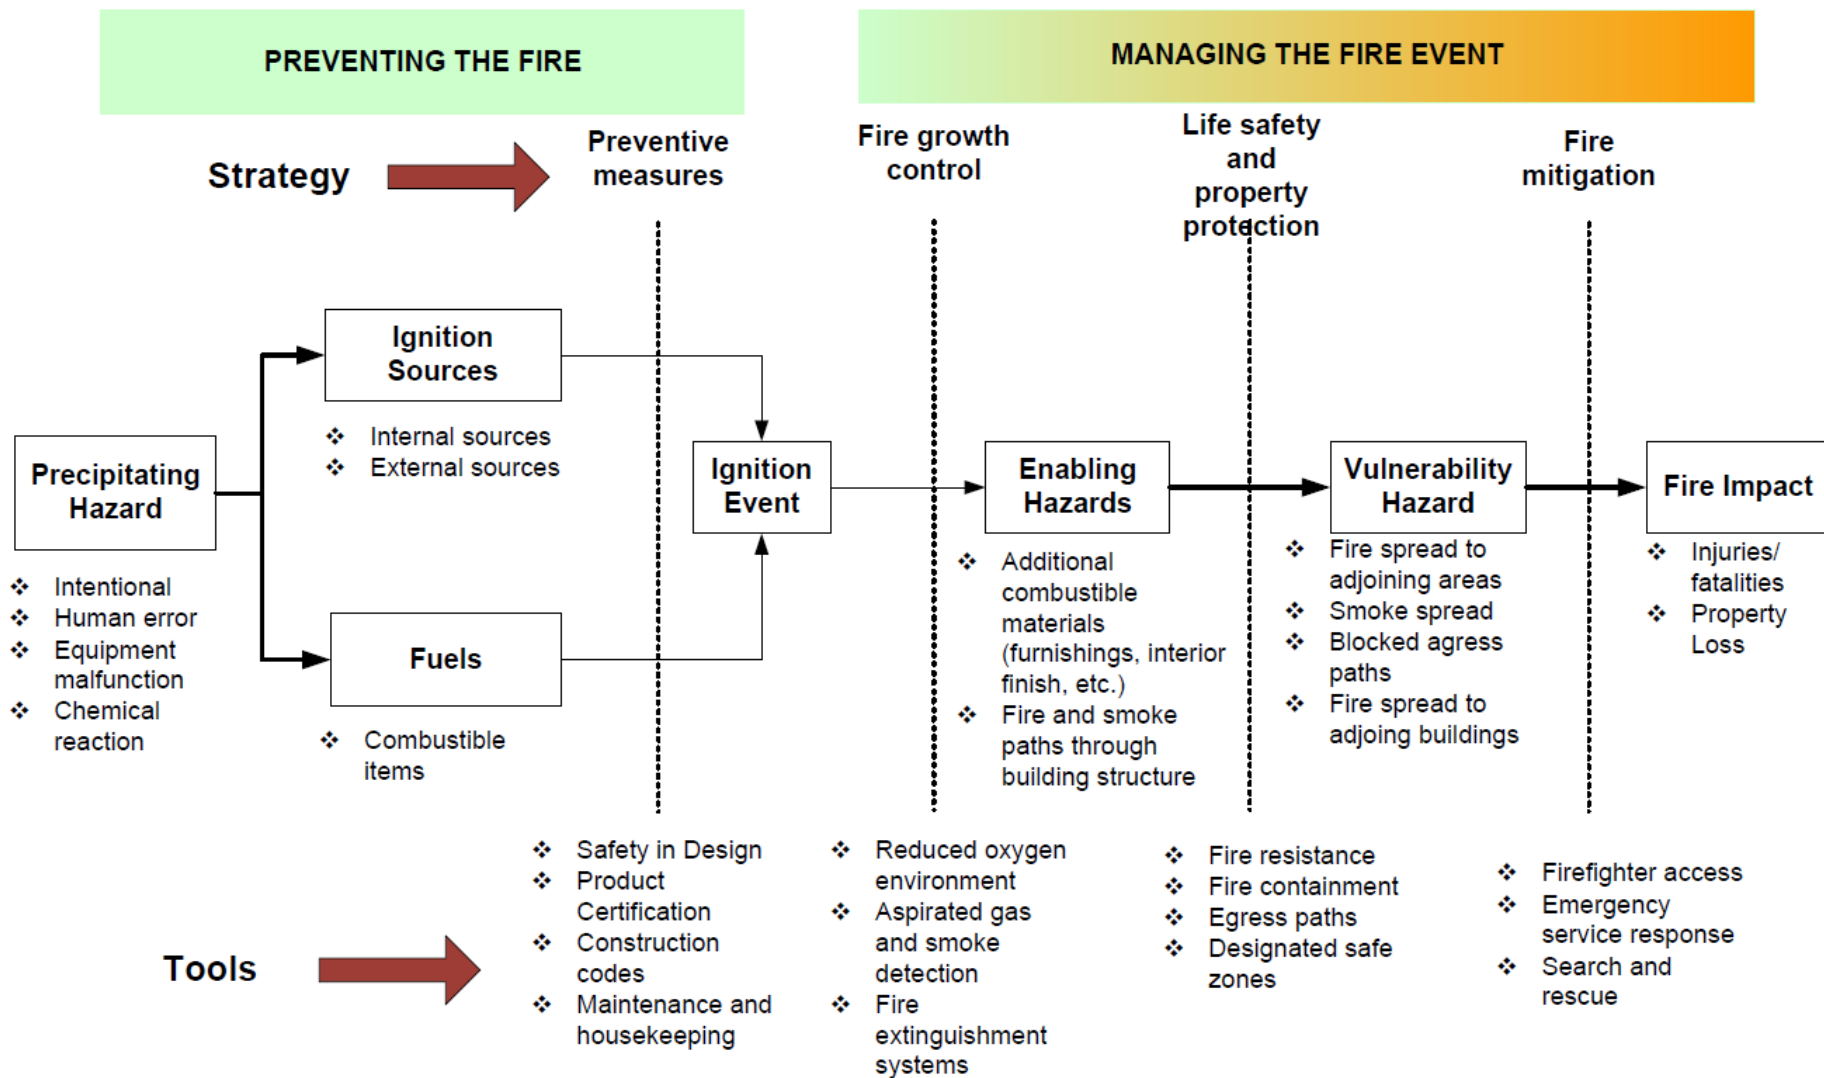 PREVENTING THE FIRE
MANAGING THE FIRE EVENT
Strategy
Preventive
measures
Fire growth
control
Life safety
and
property
protection
Fire
mitigation
Ignition
Sources
❖ Internal sources
❖ External sources
Precipitating
Hazard
❖ Intentional
❖ Human error
❖ Equipment
malfunction
❖ Chemical
reaction
Fuels
❖ Combustible
items
Ignition
Event
Enabling
Hazards
❖ Additional
combustible
materials
(furnishings, interior
finish, etc.)
❖ Fire and smoke
paths through
building structure
Vulnerability
Hazard
❖ Fire spread to
adjoining areas
❖ Smoke spread
❖ Blocked agress
paths
❖ Fire spread to
adjoing buildings
Fire Impact
❖ Injuries/
fatalities
❖ Property
Loss
Tools
❖ Safety in Design
❖ Product
Certification
❖ Construction
codes
❖ Maintenance and
housekeeping
❖ Reduced oxygen
environment
❖ Aspirated gas
and smoke
detection
❖ Fire
extinguishment
systems
❖ Fire resistance
❖ Fire containment
❖ Egress paths
❖ Designated safe
zones
❖ Firefighter access
❖ Emergency
service response
❖ Search and
rescue